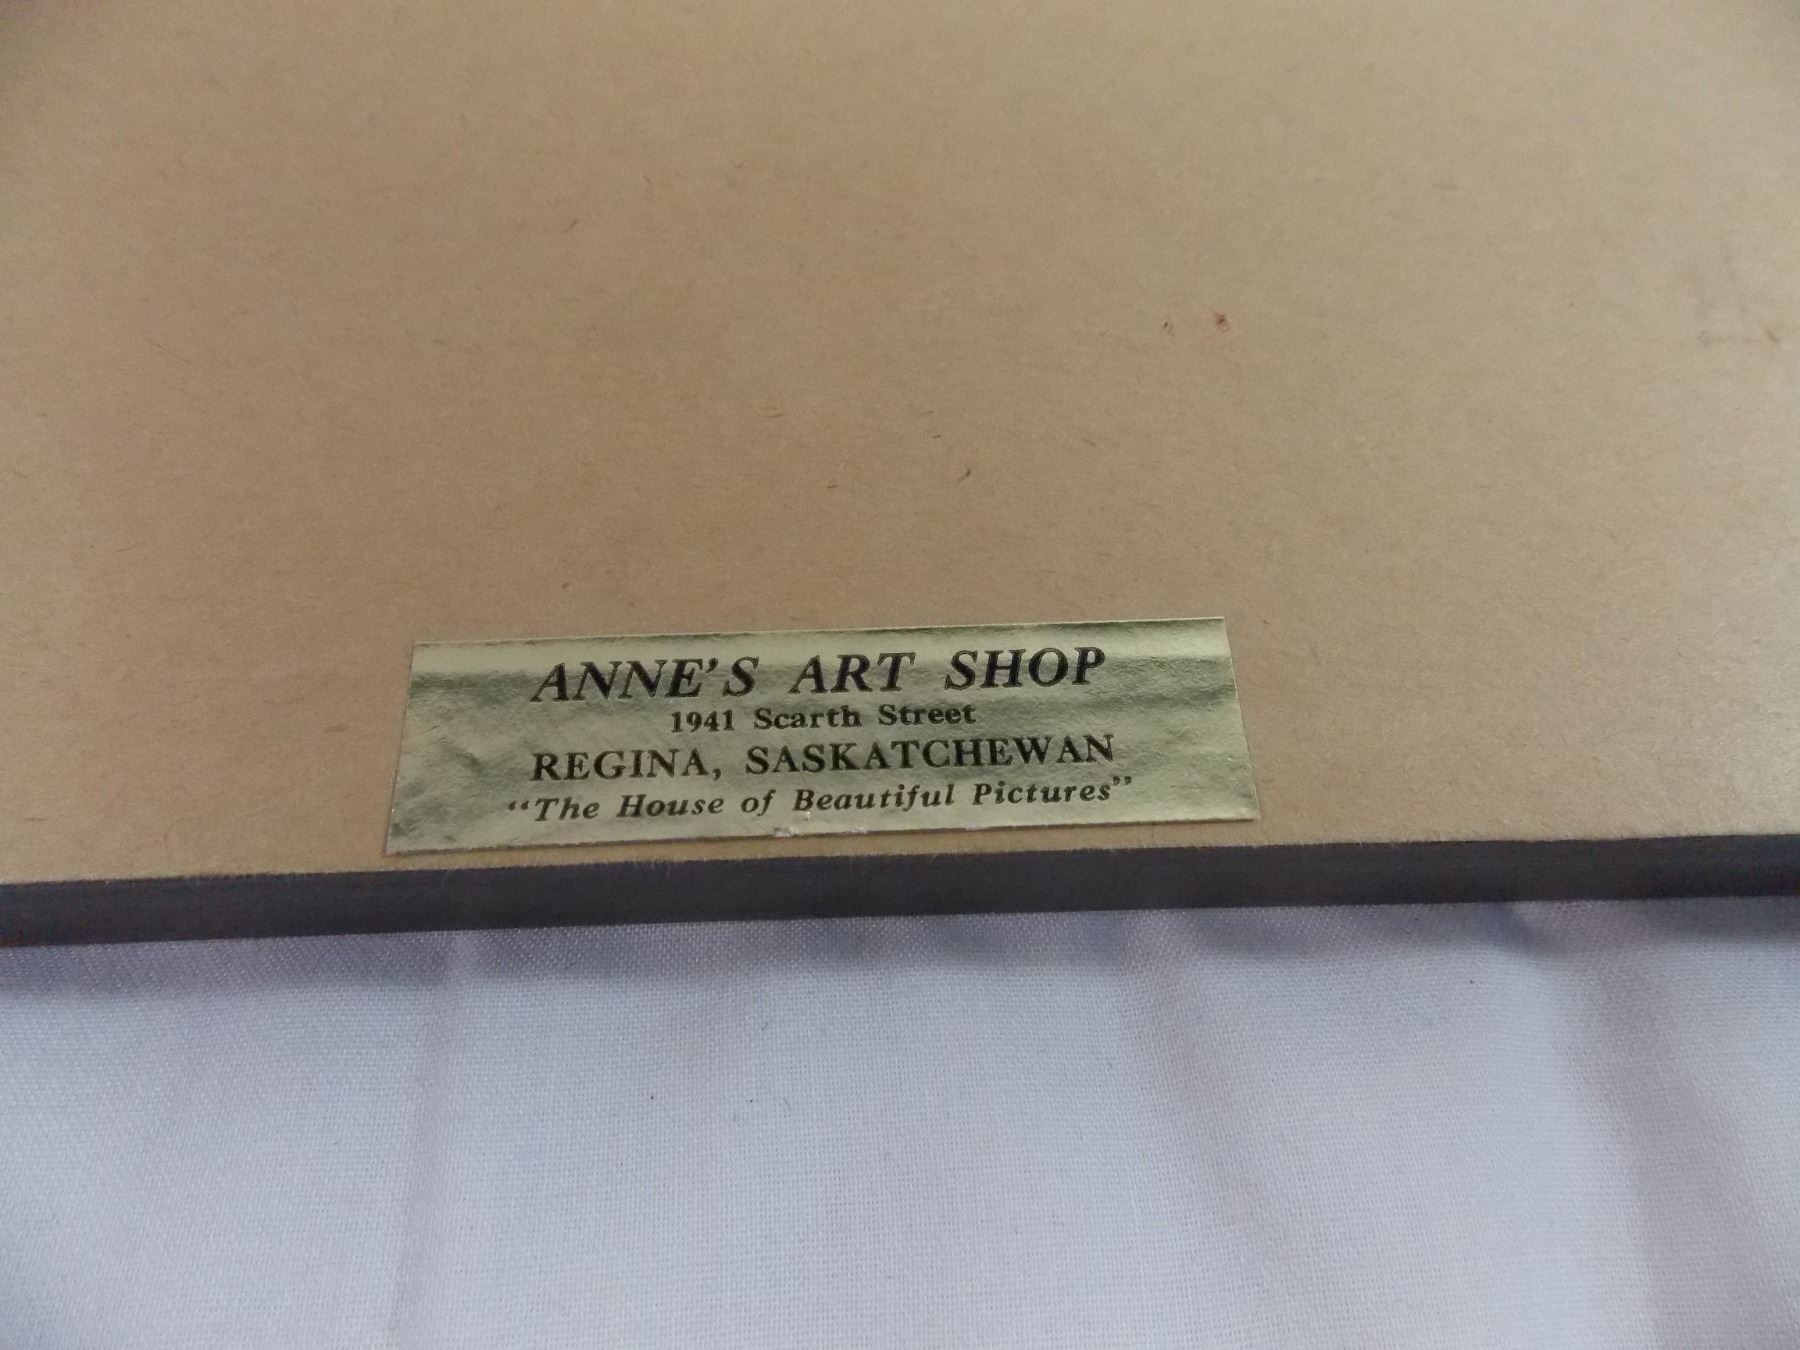 ANNE'S ART SHOP
1941 Scarth Street
REGINA, SASKATCHEWAN
"The House of Beautiful Pictures"